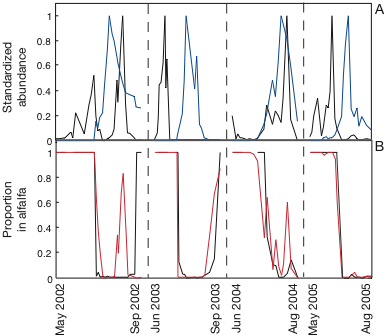 A
1
0.8
0.6
0.4
0.2
0
Standardized
abundance
B
1
0.8
0.6
0.4
0.2
0
Proportion
in alfalfa
May 2002
Sep 2002
Jun 2003
Sep 2003
Jun 2004
Aug 2004
May 2005
Aug 2005